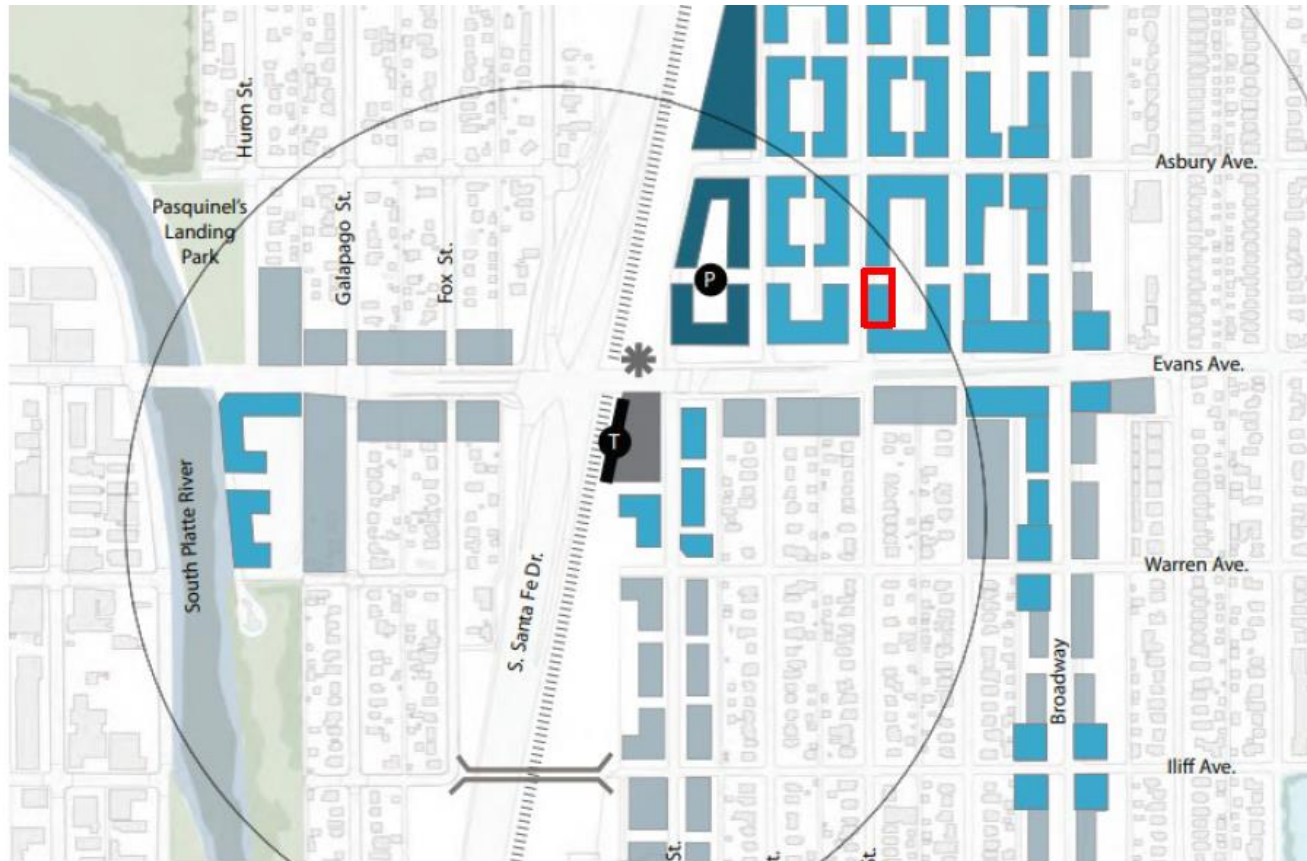 Huron St.
Asbury Ave.
Pasquinel's
Landing
Park
Galapago St.
Fox St.
P
Evans Ave.
T
South Platte River
S. Santa Fe Dr.
Warren Ave.
Broadway
Iliff Ave.
St.
St.
St.